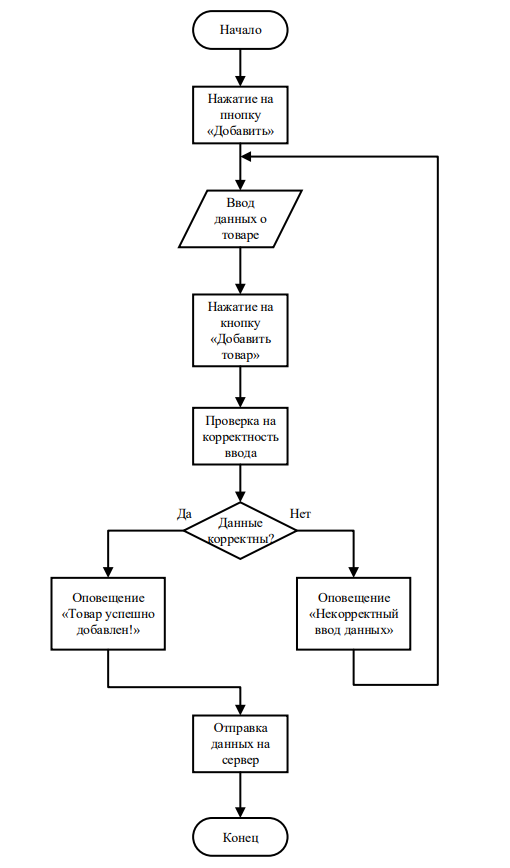 Начало
Нажатие на
пнопку
«Добавить»
Ввод
данных о
товаре
Нажатие на
кнопку
«Добавить
товар»
Проверка на
корректность
ввода
Да
Данные
корректны?
Нет
Оповещение
«Товар успешно
добавлен!»
Оповещение
«Некорректный
ввод данных»
Отправка
данных на
сервер
Конец